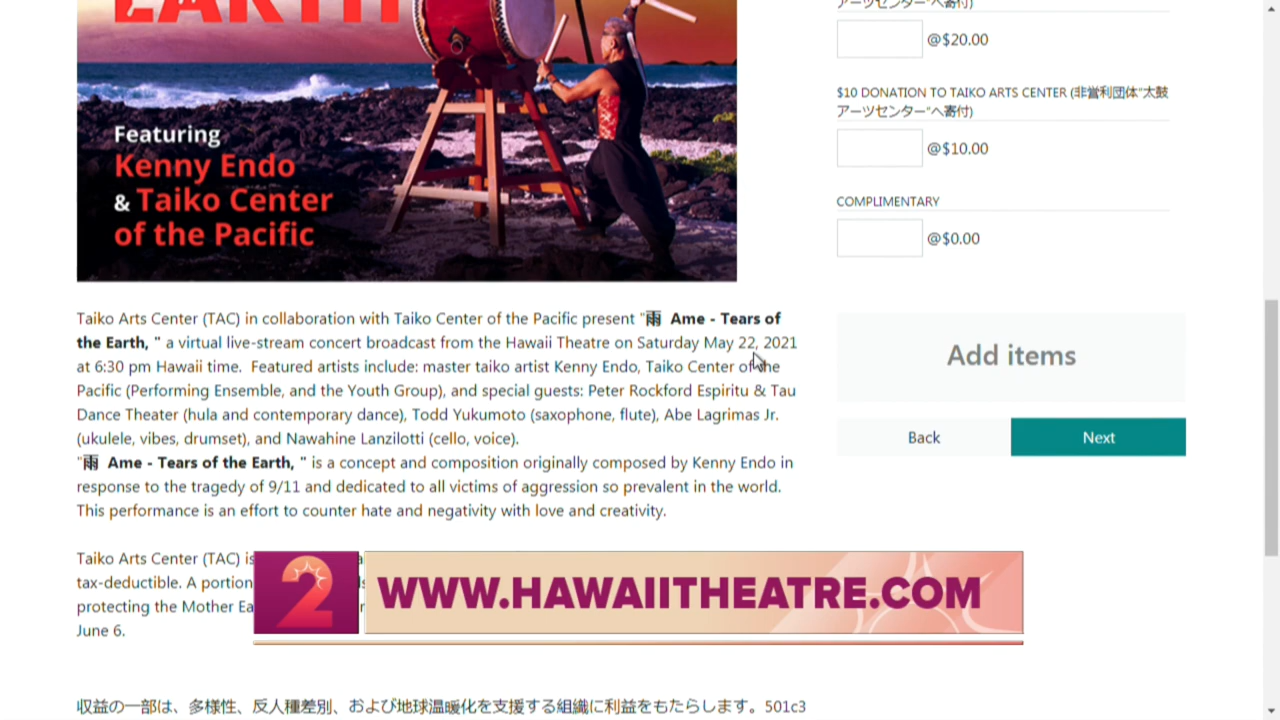 EARTH
Featuring
Kenny Endo
& Taiko Center
of the Pacific
Taiko Arts Center (TAC) in collaboration with Taiko Center of the Pacific present "雨 Ame - Tears of
the Earth, " a virtual live-stream concert broadcast from the Hawaii Theatre on Saturday May 22, 2021
at 6:30 pm Hawaii time. Featured artists include: master taiko artist Kenny Endo, Taiko Center of the
Pacific (Performing Ensemble, and the Youth Group), and special guests: Peter Rockford Espiritu & Tau
Dance Theater (hula and contemporary dance), Todd Yukumoto (saxophone, flute), Abe Lagrimas Jr.
(ukulele, vibes, drumset), and Nawahine Lanzilotti (cello, voice).
"雨 Ame - Tears of the Earth, " is a concept and composition originally composed by Kenny Endo in
response to the tragedy of 9/11 and dedicated to all victims of aggression so prevalent in the world.
This performance is an effort to counter hate and negativity with love and creativity.
Taiko Arts Center (TAC) is
tax-deductible. A portion
protecting the Mother Ea
June 6.
収益の一部は、多様性、反人種差別、および地球温暖化を支援する組織に利益をもたらします。501c3
アーツセンター"へ寄付)
@$20.00
$10 DONATION TO TAIKO ARTS CENTER (非営利団体"太鼓
アーツセンター"へ寄付)
@$10.00
COMPLIMENTARY
@$0.00
Add items
Back
Next
2
WWW.HAWAIITHEATRE.COM